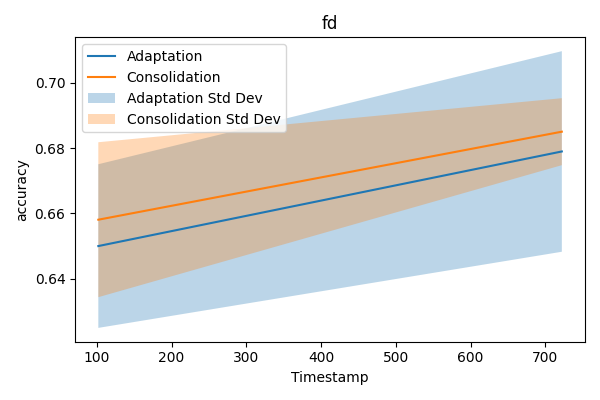 fd
Adaptation
Consolidation
Adaptation Std Dev
Consolidation Std Dev
accuracy
0.70
0.68
0.66
0.64
100 200 300 400 500 600 700
Timestamp